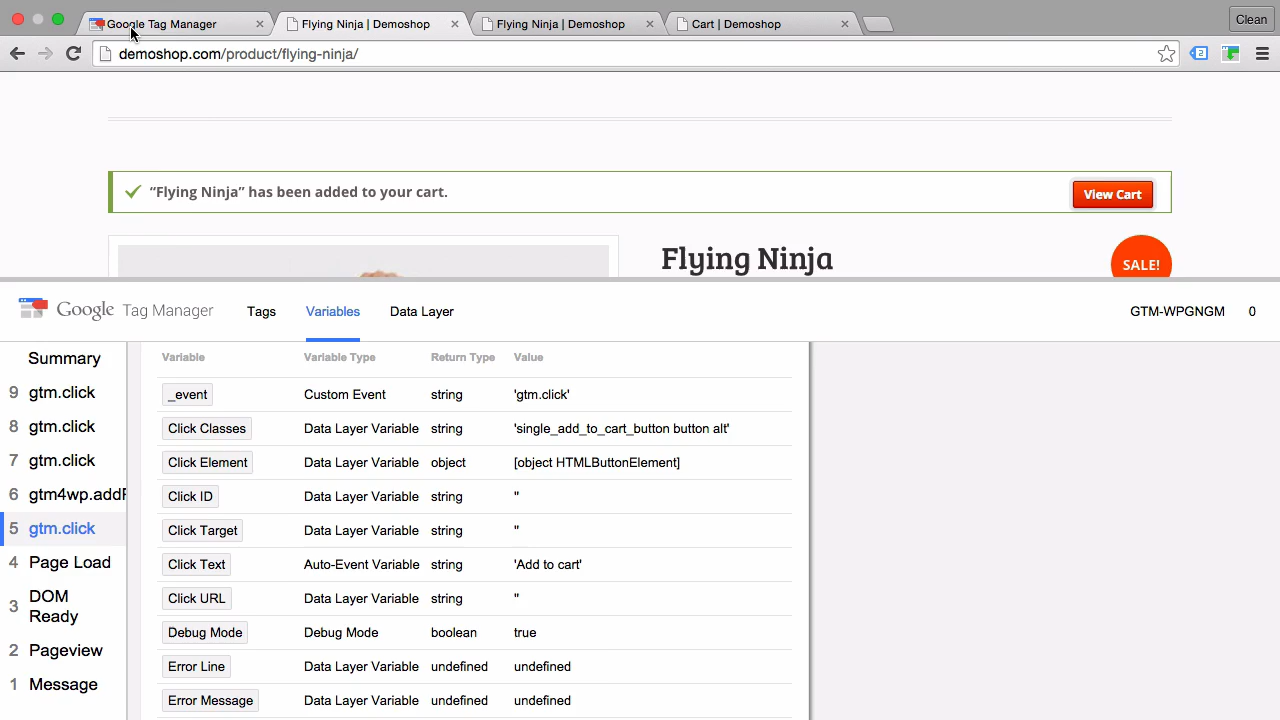 Google Tag Manager
Flying Ninja | Demoshop
Flying Ninja | Demoshop
Cart | Demoshop
Clean
demoshop.com/product/flying-ninja/
2
“Flying Ninja” has been added to your cart.
View Cart
Flying Ninja
SALE!
Google Tag Manager
Tags
Variables
Data Layer
GTM-WPGNGM
0
Summary
9 gtm.click
8 gtm.click
7 gtm.click
6 gtm4wp.addP
5 gtm.click
4 Page Load
3 DOM Ready
2 Pageview
1 Message
Variable Variable Type Return Type Value
_event Custom Event string 'gtm.click'
Click Classes Data Layer Variable string 'single_add_to_cart_button button alt'
Click Element Data Layer Variable object [object HTMLButtonElement]
Click ID Data Layer Variable string ''
Click Target Data Layer Variable string ''
Click Text Auto-Event Variable string 'Add to cart'
Click URL Data Layer Variable string ''
Debug Mode Debug Mode boolean true
Error Line Data Layer Variable undefined undefined
Error Message Data Layer Variable undefined undefined